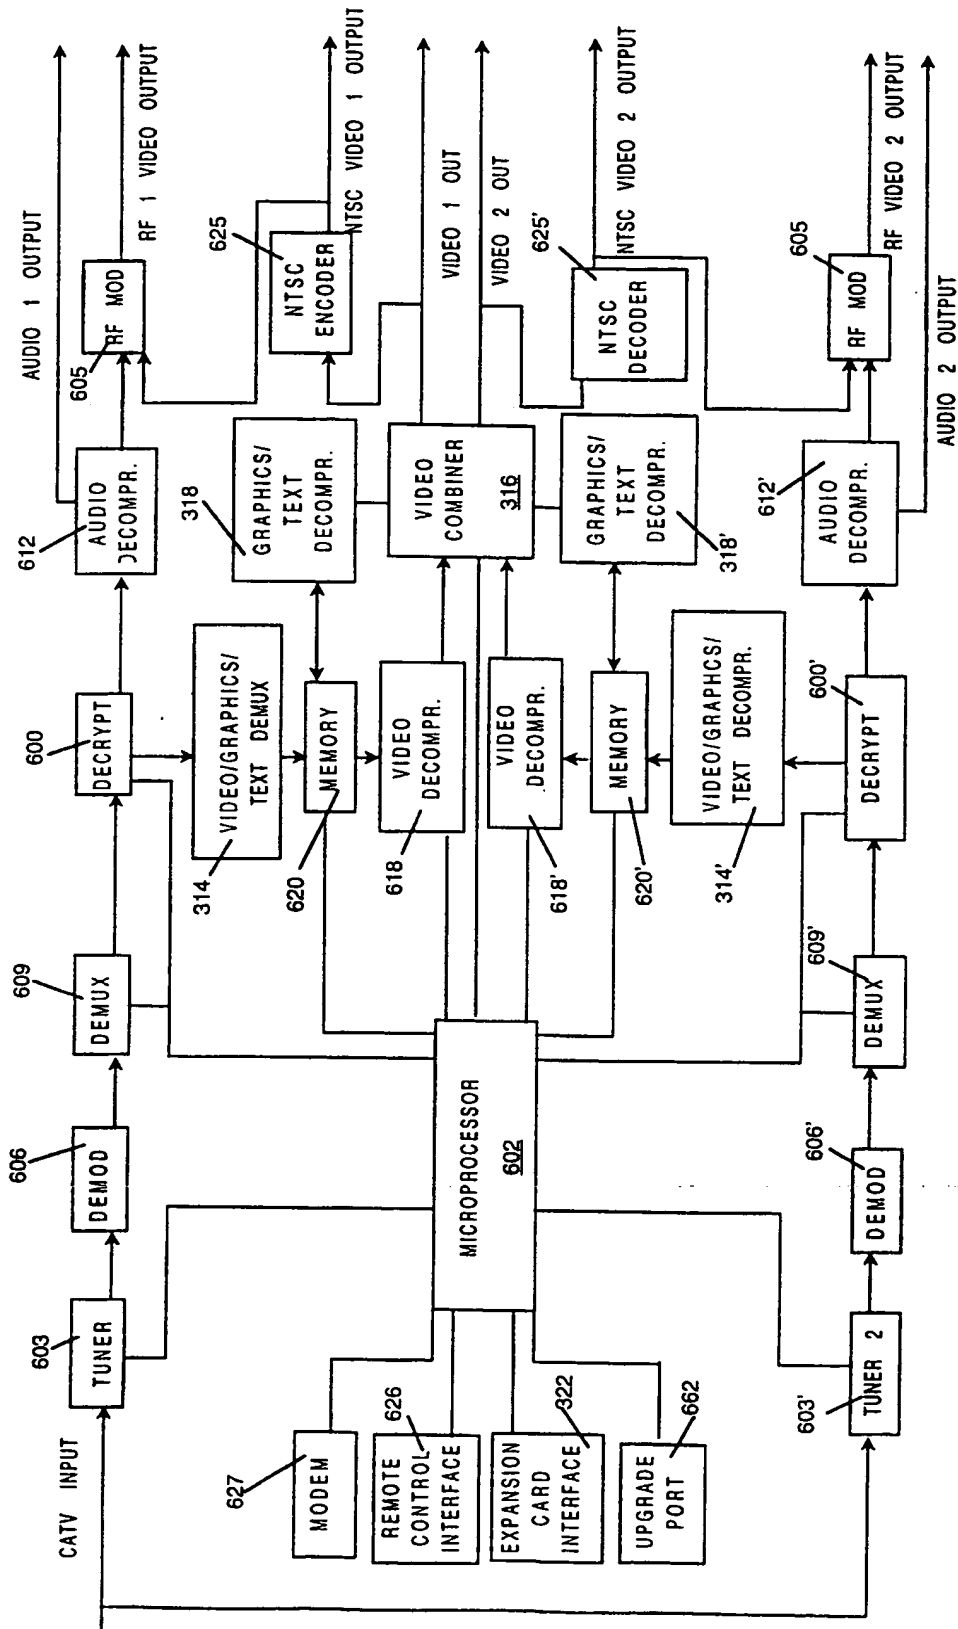 CATV INPUT
603
TUNER
606
DEMOD
609
DEMUX
600
DECRYPT
612
AUDIO
DECOMPR.
605
RF MOD
AUDIO 1 OUTPUT
RF 1 VIDEO OUTPUT
314
VIDEO/GRAPHICS/
TEXT DEMUX
318
GRAPHICS/
TEXT
DECOMPR.
625
NTSC
ENCODER
NTSC VIDEO 1 OUTPUT
627
MODEM
620
MEMORY
626
REMOTE
CONTROL
INTERFACE
618
VIDEO
DECOMPR.
VIDEO
COMBINER
316
VIDEO 1 OUT
VIDEO 2 OUT
MICROPROCESSOR
602
322
EXPANSION
CARD
INTERFACE
618'
VIDEO
DECOMPR.
662
UPGRADE
PORT
620'
MEMORY
318'
GRAPHICS/
TEXT
DECOMPR.
625'
NTSC
DECODER
NTSC VIDEO 2 OUTPUT
314'
VIDEO/GRAPHCS/
TEXT DECOMPR.
603'
TUNER 2
606'
DEMOD
609'
DEMUX
600'
DECRYPT
612'
AUDIO
DECOMPR.
605
RF MOD
RF VIDEO 2 OUTPUT
AUDIO 2 OUTPUT